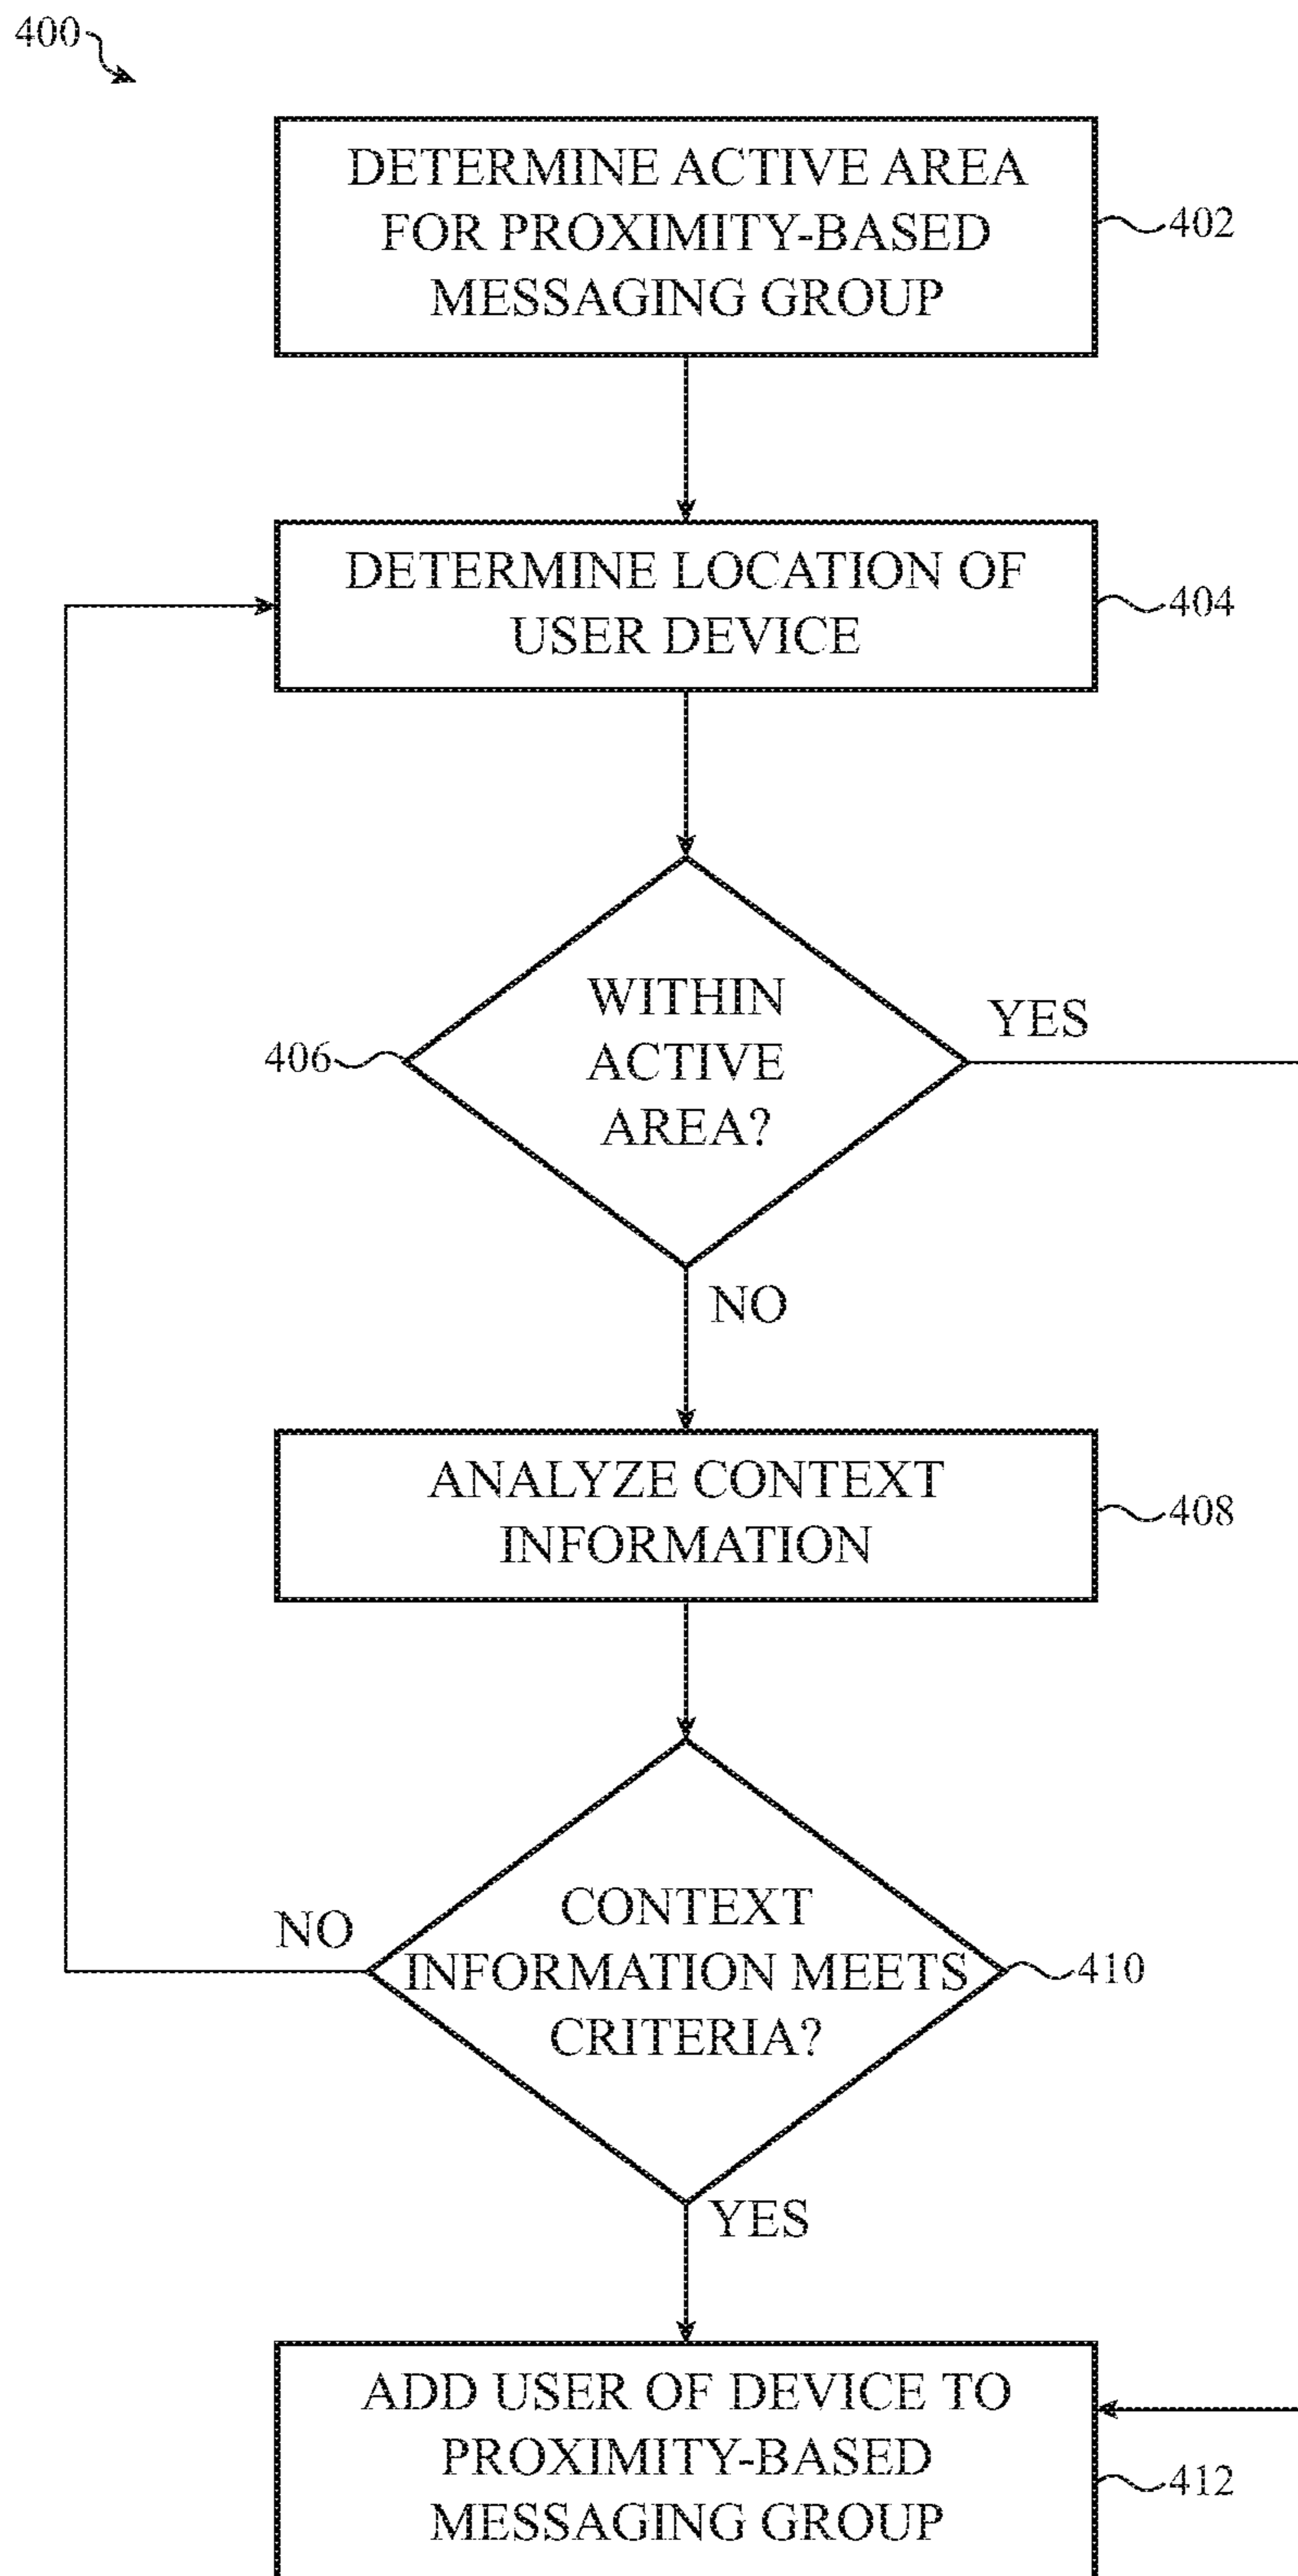 400
DETERMINE ACTIVE AREA
FOR PROXIMITY-BASED
MESSAGING GROUP
402
DETERMINE LOCATION OF
USER DEVICE
404
WITHIN
ACTIVE
AREA?
406
YES
NO
ANALYZE CONTEXT
INFORMATION
408
CONTEXT
INFORMATION MEETS
CRITERIA?
NO
410
YES
ADD USER OF DEVICE TO
PROXIMITY-BASED
MESSAGING GROUP
412